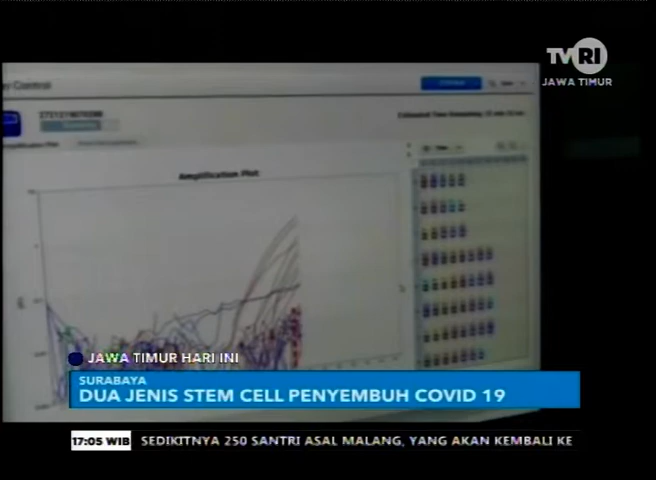 TVRI
JAWA TIMUR
Control
Amplification Plot
JAWA TIMUR HARI INI
SURABAYA
DUA JENIS STEM CELL PENYEMBUH COVID 19
17:05 WIB SEDIKITNYA 250 SANTRI ASAL MALANG, YANG AKAN KEMBALI KE